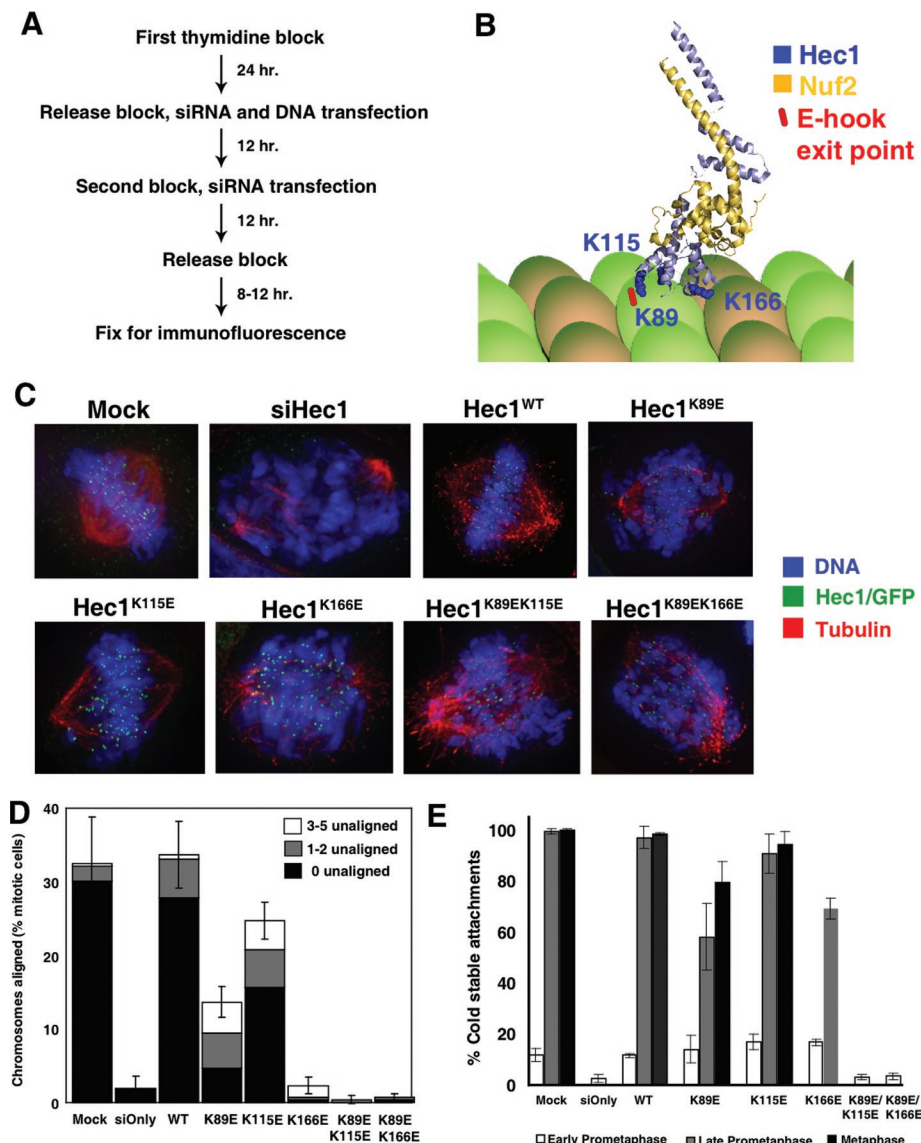 A
First thymidine block
24 hr.
Release block, siRNA and DNA transfection
12 hr.
Second block, siRNA transfection
12 hr.
Release block
8-12 hr.
Fix for immunofluorescence
B
Hec1
Nuf2
E-hook
exit point
K115
K89
K166
C
Mock
siHec1
Hec1WT
Hec1K89E
Hec1K115E
Hec1K166E
Hec1K89EK115E
Hec1K89EK166E
DNA
Hec1/GFP
Tubulin
D
Chromosomes aligned (% mitotic cells)
40
30
20
10
0
3-5 unaligned
1-2 unaligned
0 unaligned
Mock siOnly WT K89E K115E K166E K89E K89E
K115E K166E
E
% Cold stable attachments
100
80
60
40
20
0
Mock siOnly WT K89E K115E K166E K89E/ K89E/
K115E K166E
Early Prometaphase Late Prometaphase Metaphase